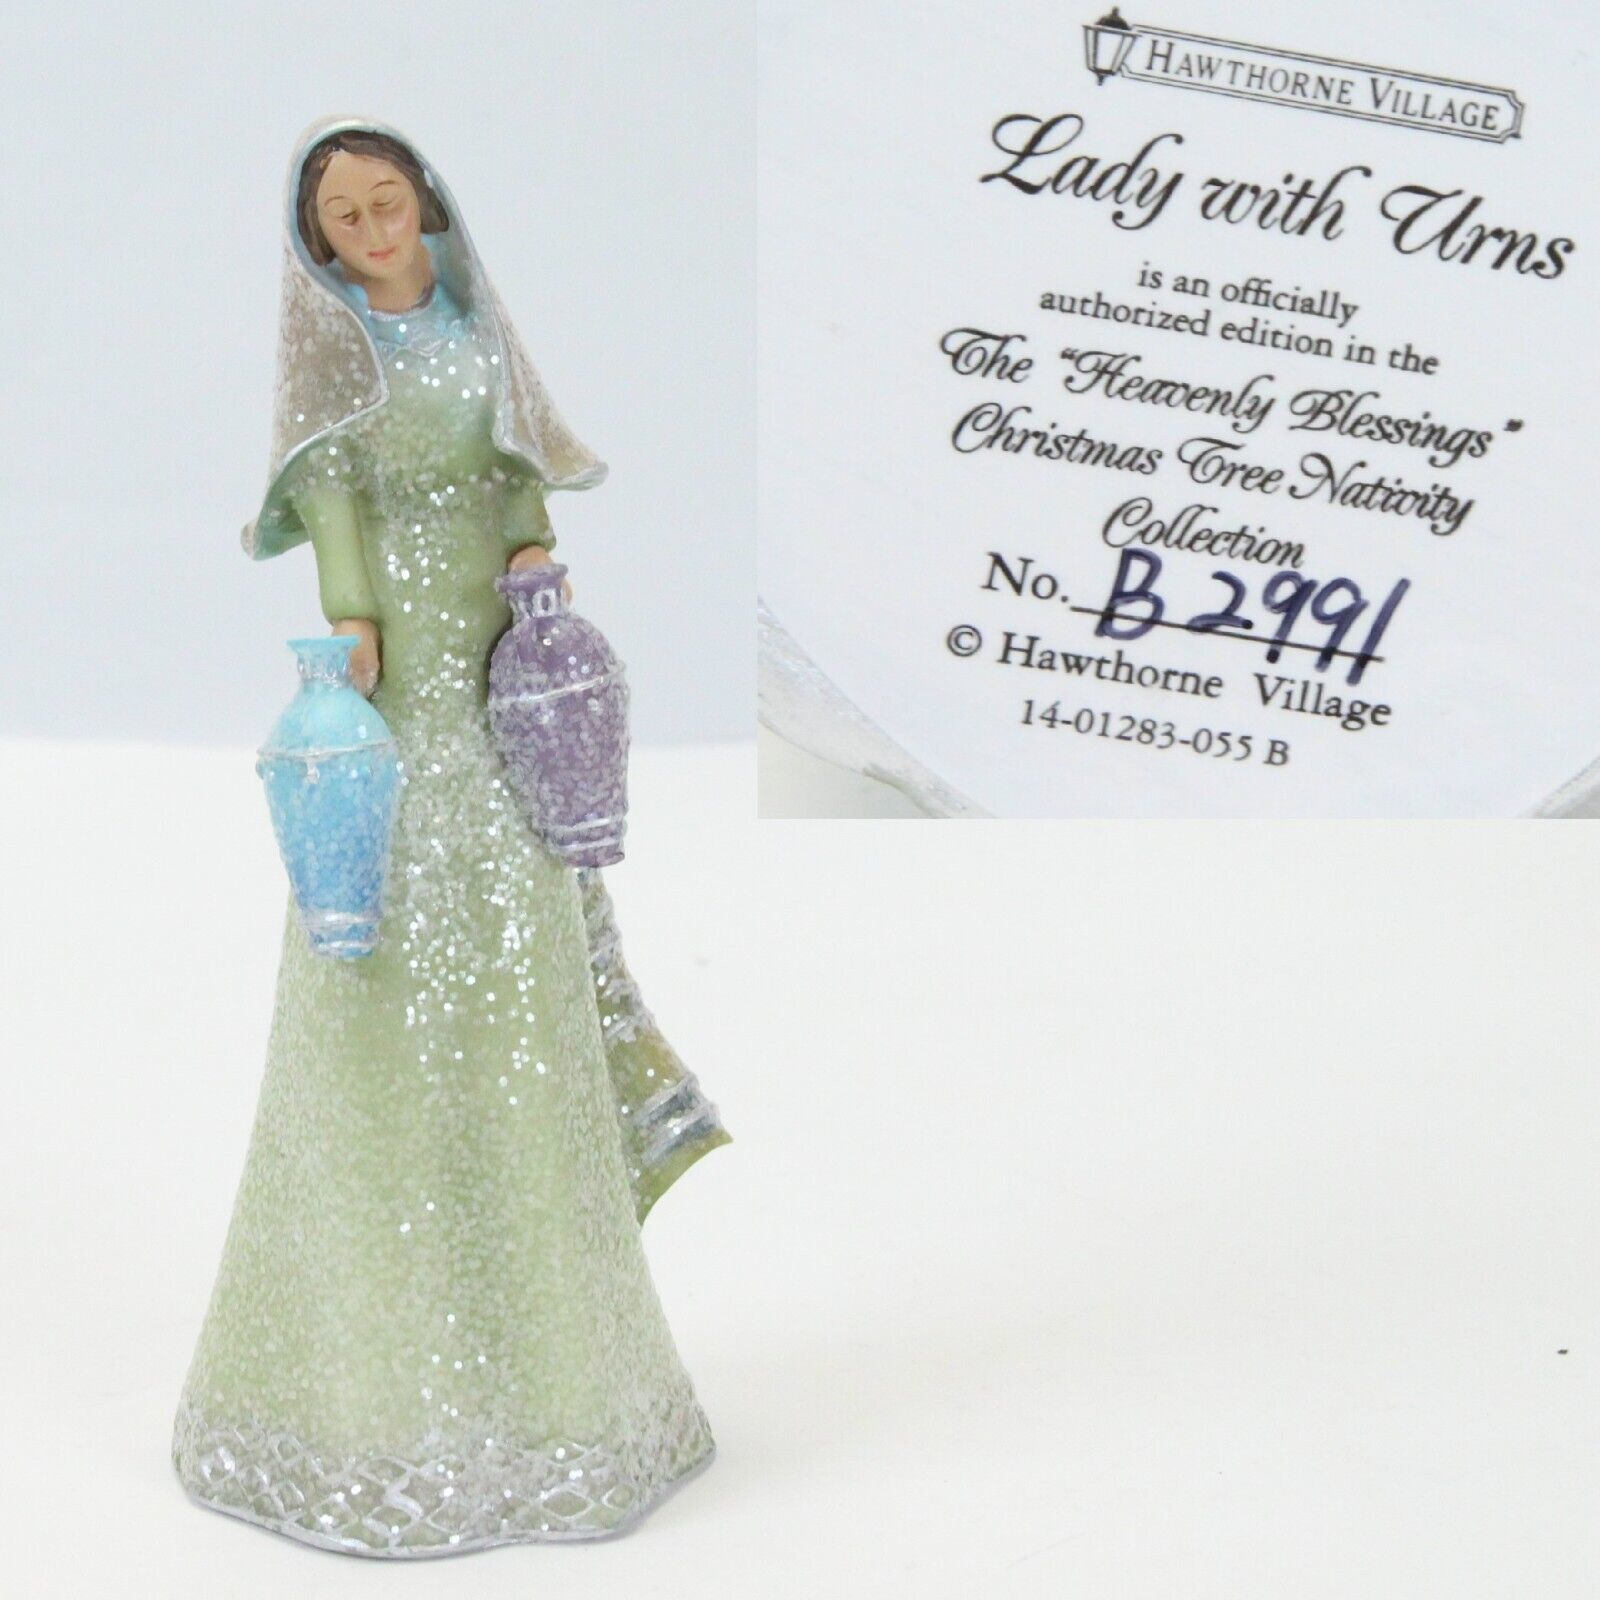 HAWTHORNE VILLAGE
Lady with Urns
is an officially
authorized edition in the
The "Heavenly Blessings"
Christmas Tree Nativity
Collection
No. B2991
© Hawthorne Village
14-01283-055 B